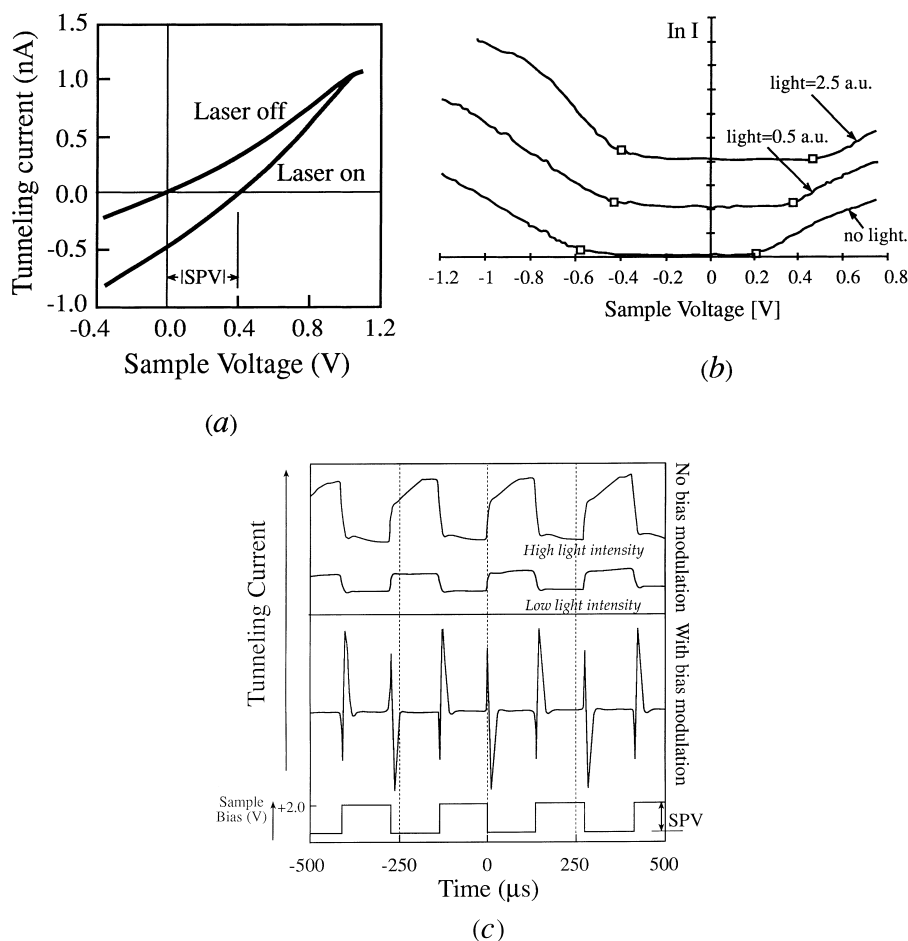 Tunneling current (nA)
1.5
1.0
0.5
0.0
-0.5
-1.0
Laser off
Laser on
|SPV|
-0.4
0.0
0.4
0.8
1.2
Sample Voltage (V)
(a)
In I
light=2.5 a.u.
light=0.5 a.u.
no light.
-1.2
-1
-0.8
-0.6
-0.4
-0.2
0
0.2
0.4
0.6
0.8
Sample Voltage [V]
(b)
Tunneling Current
High light intensity
Low light intensity
No bias modulation
With bias modulation
Sample
Bias (V)
+2.0
SPV
-500
-250
0
250
500
Time (µs)
(c)